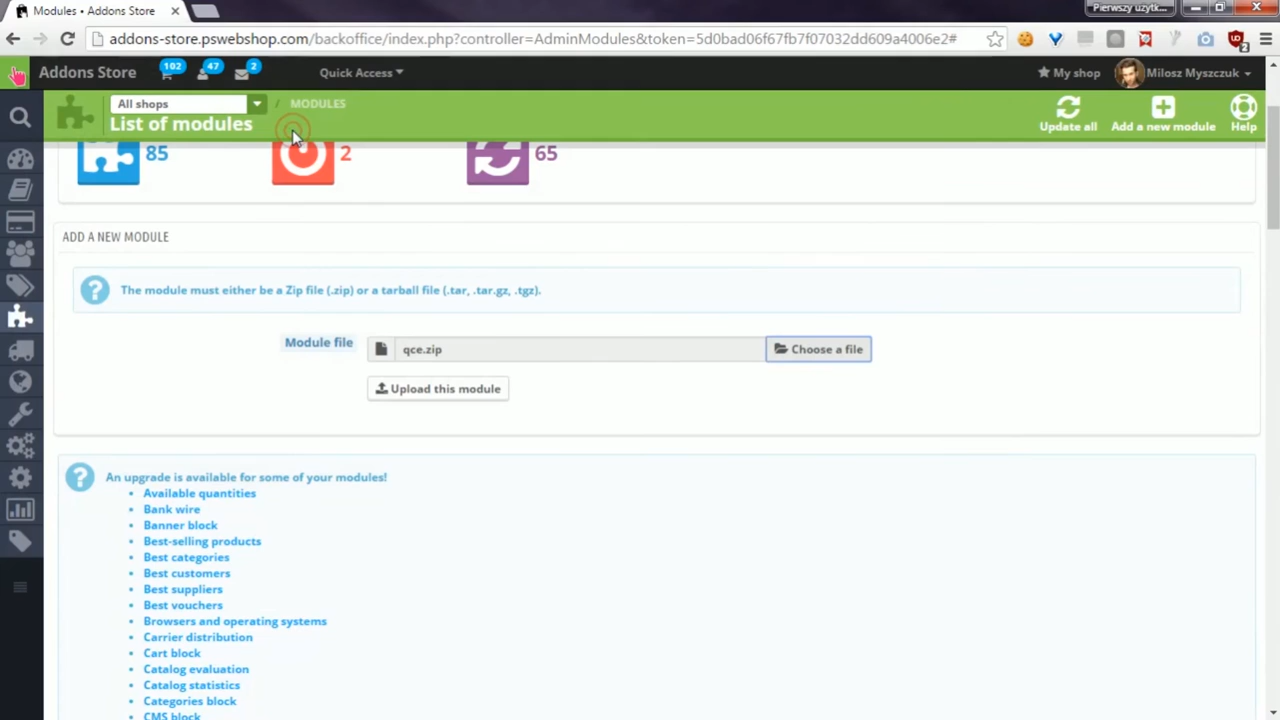 Modules • Addons Store
Pierwszy użytk...
addons-store.pswebshop.com/backoffice/index.php?controller=AdminModules&token=5d0bad06f67fb7f07032dd609a4006e2#
2
Addons Store
102
47
2
Quick Access
My shop
Milosz Myszczuk
All shops
/ MODULES
List of modules
Update all
Add a new module
Help
85
2
65
ADD A NEW MODULE
The module must either be a Zip file (.zip) or a tarball file (.tar, .tar.gz, .tgz).
Module file
qce.zip
Choose a file
Upload this module
An upgrade is available for some of your modules!
• Available quantities
• Bank wire
• Banner block
• Best-selling products
• Best categories
• Best customers
• Best suppliers
• Best vouchers
• Browsers and operating systems
• Carrier distribution
• Cart block
• Catalog evaluation
• Catalog statistics
• Categories block
• CMS block